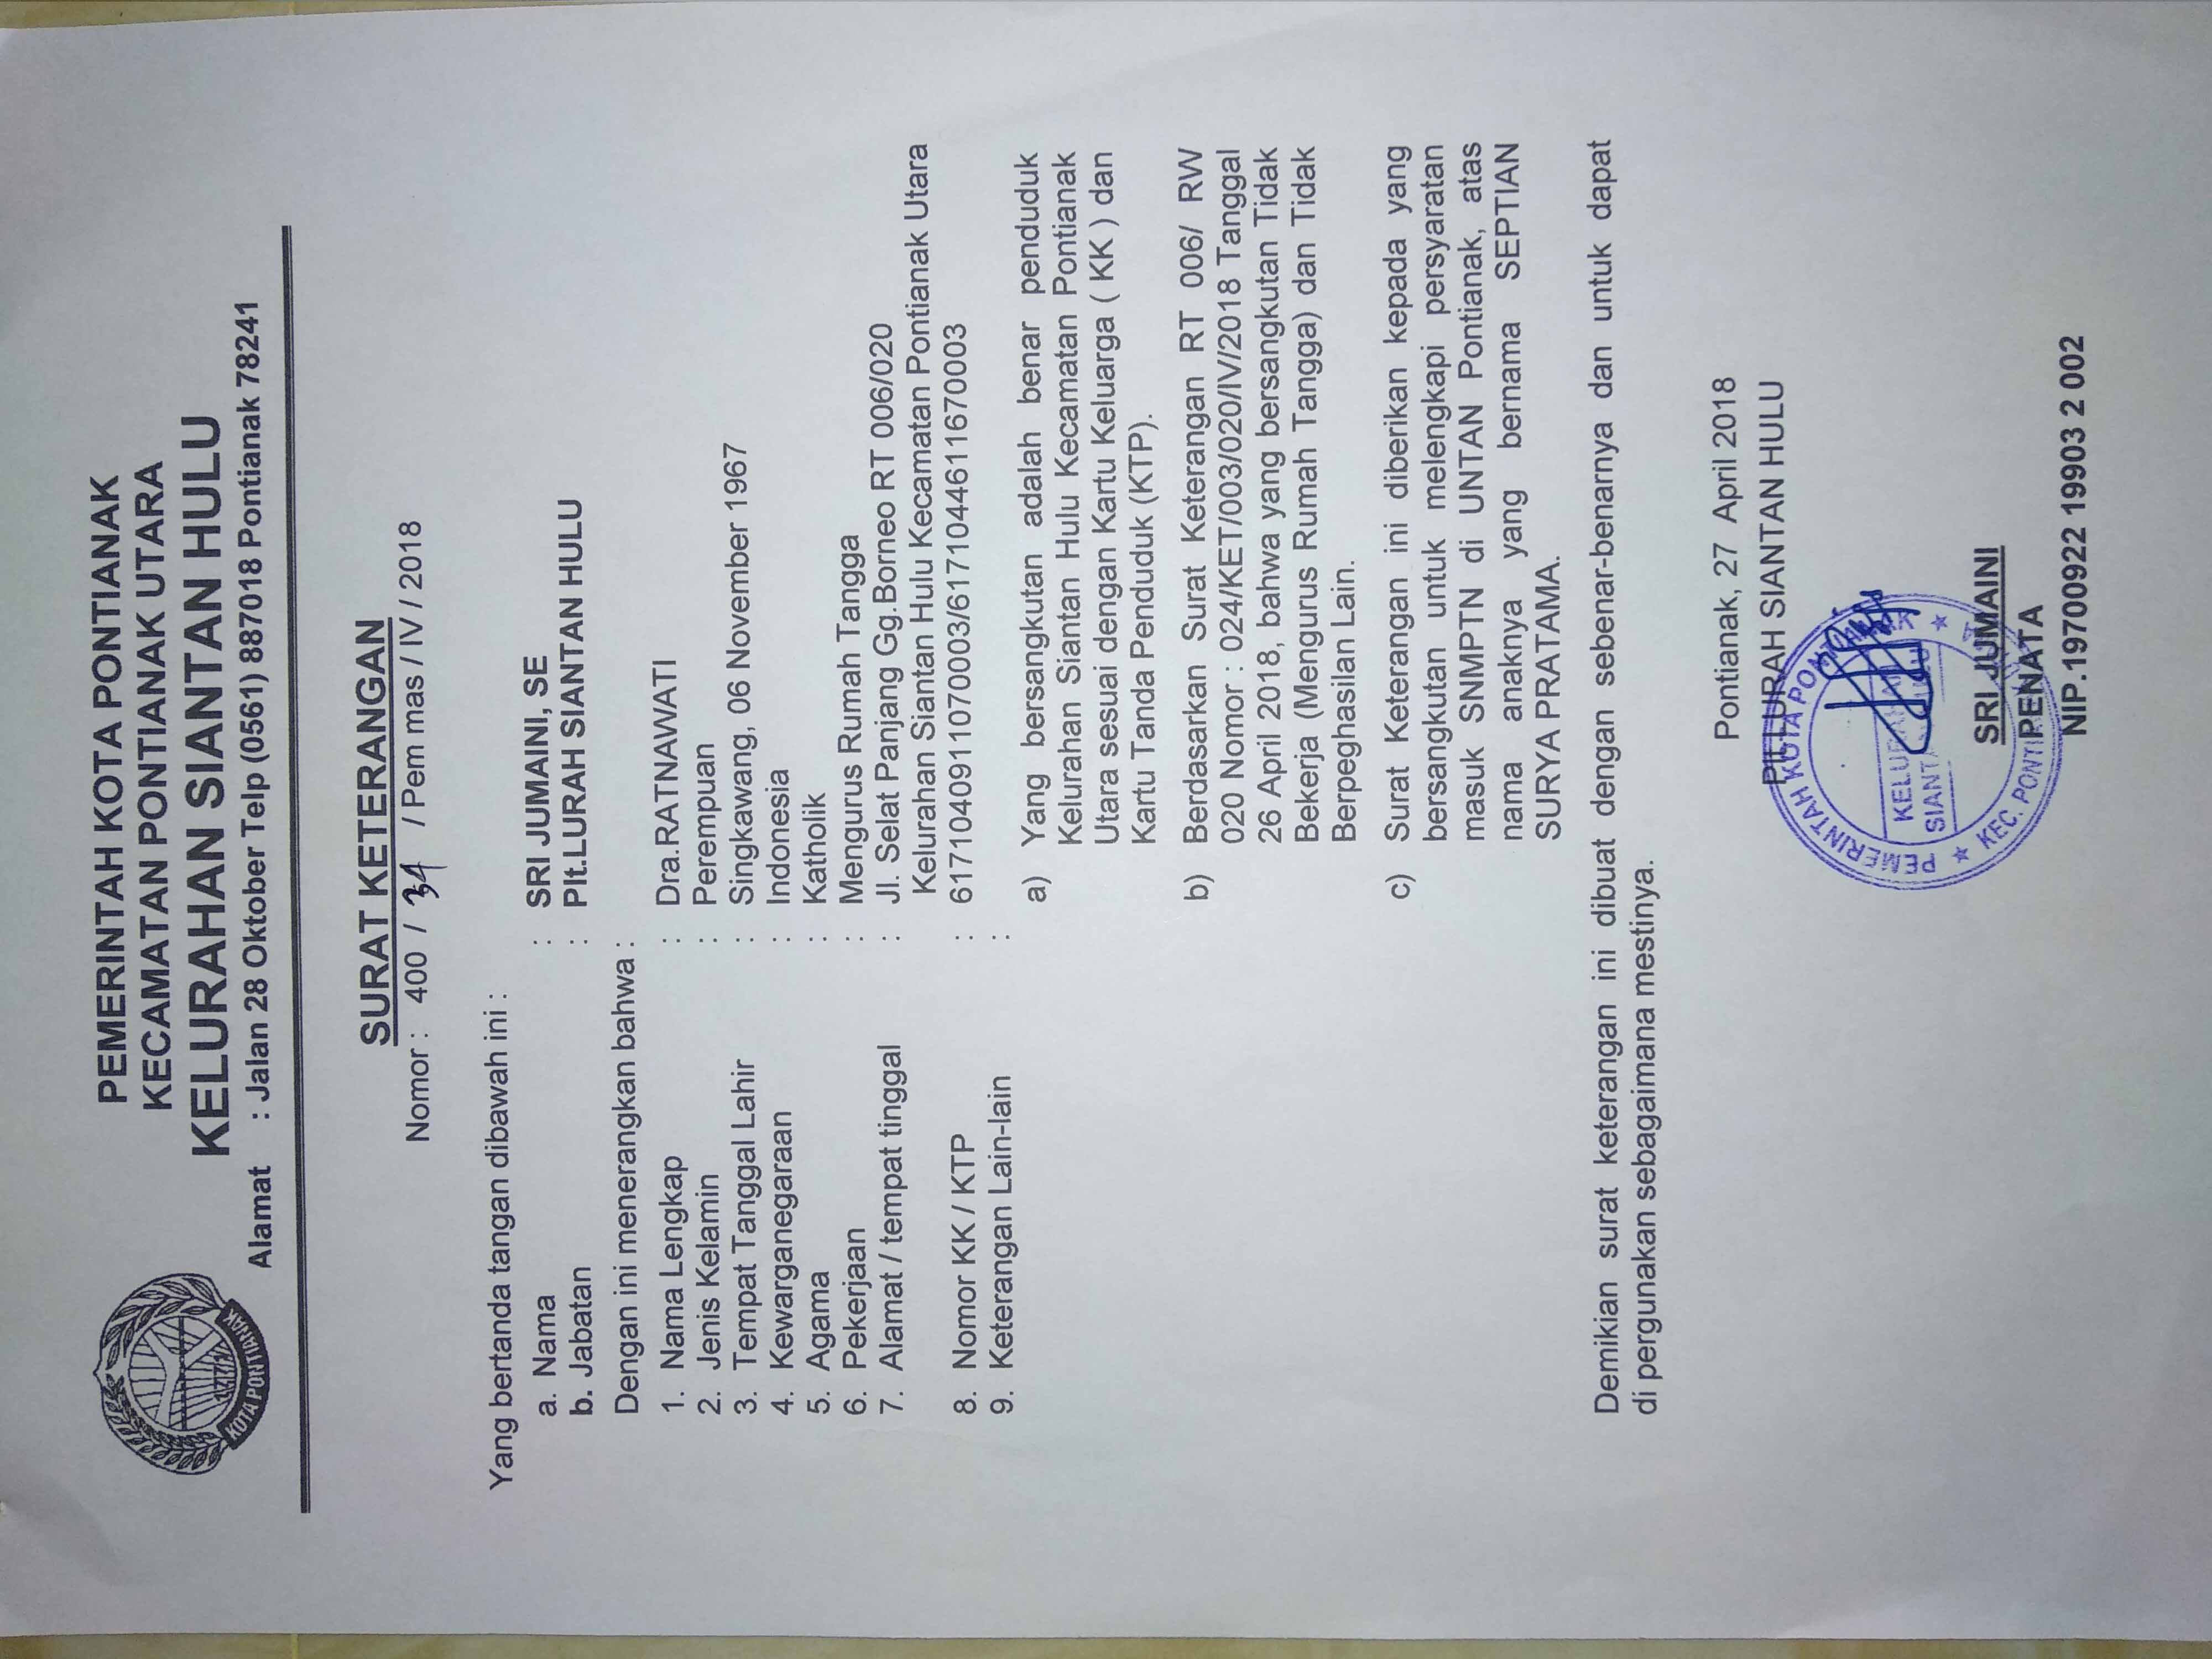 PEMERINTAH KOTA PONTIANAK
KECAMATAN PONTIANAK UTARA
KELURAHAN SIANTAN HULU
Alamat : Jalan 28 Oktober Telp (0561) 887018 Pontianak 78241
KOTA PONTIANAK
SURAT KETERANGAN
Nomor : 400 / 34 / Pem mas / IV / 2018
Yang bertanda tangan dibawah ini :
a. Nama : SRI JUMAINI, SE
b. Jabatan : Plt.LURAH SIANTAN HULU
Dengan ini menerangkan bahwa :
1. Nama Lengkap : Dra.RATNAWATI
2. Jenis Kelamin : Perempuan
3. Tempat Tanggal Lahir : Singkawang, 06 November 1967
4. Kewarganegaraan : Indonesia
5. Agama : Katholik
6. Pekerjaan : Mengurus Rumah Tangga
7. Alamat / tempat tinggal : Jl. Selat Panjang Gg.Borneo RT 006/020
Kelurahan Siantan Hulu Kecamatan Pontianak Utara
8. Nomor KK / KTP : 6171040911070003/6171044611670003
9. Keterangan Lain-lain :
a) Yang bersangkutan adalah benar penduduk
Kelurahan Siantan Hulu Kecamatan Pontianak
Utara sesuai dengan Kartu Keluarga ( KK ) dan
Kartu Tanda Penduduk (KTP).
b) Berdasarkan Surat Keterangan RT 006/ RW
020 Nomor : 024/KET/003/020/IV/2018 Tanggal
26 April 2018, bahwa yang bersangkutan Tidak
Bekerja (Mengurus Rumah Tangga) dan Tidak
Berpeghasilan Lain.
c) Surat Keterangan ini diberikan kepada yang
bersangkutan untuk melengkapi persyaratan
masuk SNMPTN di UNTAN Pontianak, atas
nama anaknya yang bernama SEPTIAN
SURYA PRATAMA.
Demikian surat keterangan ini dibuat dengan sebenar-benarnya dan untuk dapat
di pergunakan sebagaimana mestinya.
Pontianak, 27 April 2018
Plt.LURAH SIANTAN HULU
PEMERINTAH KOTA PONTIANAK
KELURAHAN
SIANTAN HULU
KEC. PONTIANAK
SRI JUMAINI
PENATA
NIP.19700922 19903 2 002